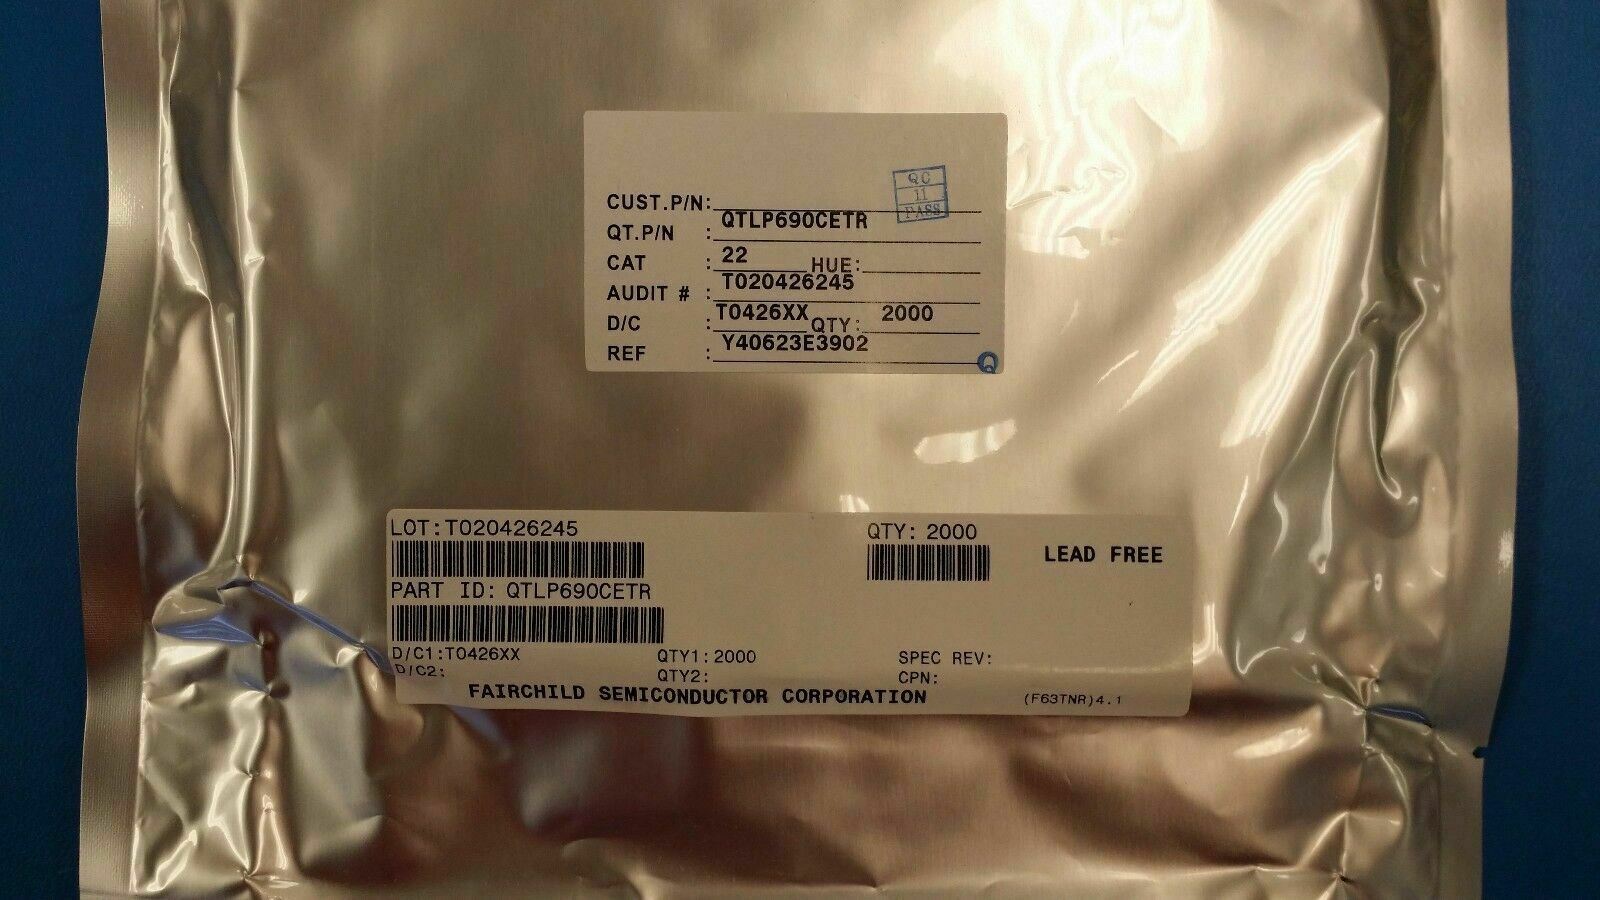 QC
11
PASS
CUST.P/N:
QT.P/N : QTLP690CETR
CAT : 22 HUE:
AUDIT # : T020426245
D/C : T0426XX QTY: 2000
REF : Y40623E3902
Q
LOT:T020426245 QTY: 2000
LEAD FREE
PART ID: QTLP690CETR
D/C1:T0426XX QTY1:2000 SPEC REV:
D/C2: QTY2: CPN:
FAIRCHILD SEMICONDUCTOR CORPORATION (F63TNR)4.1